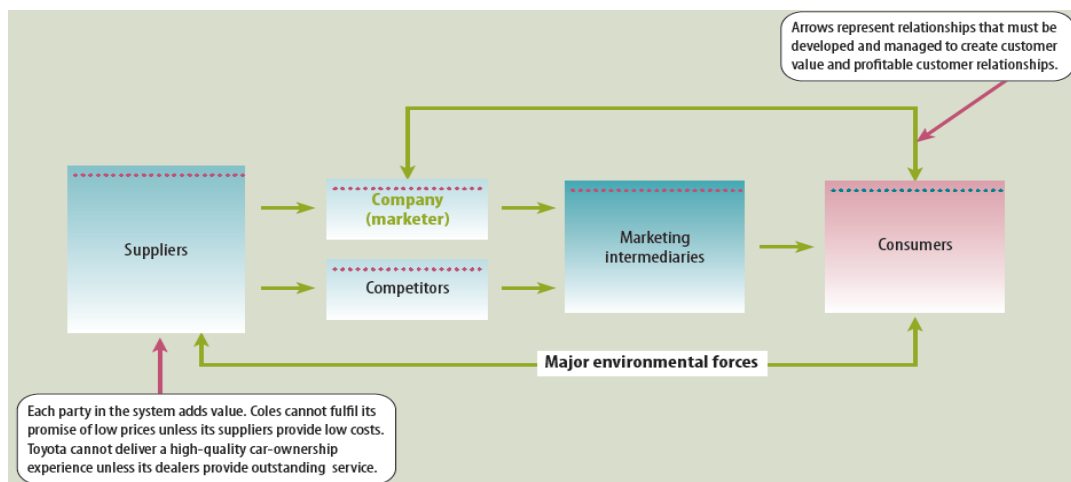 Arrows represent relationships that must be
developed and managed to create customer
value and profitable customer relationships.
Suppliers
Company
(marketer)
Competitors
Marketing
intermediaries
Consumers
Major environmental forces
Each party in the system adds value. Coles cannot fulfil its
promise of low prices unless its suppliers provide low costs.
Toyota cannot deliver a high-quality car-ownership
experience unless its dealers provide outstanding service.